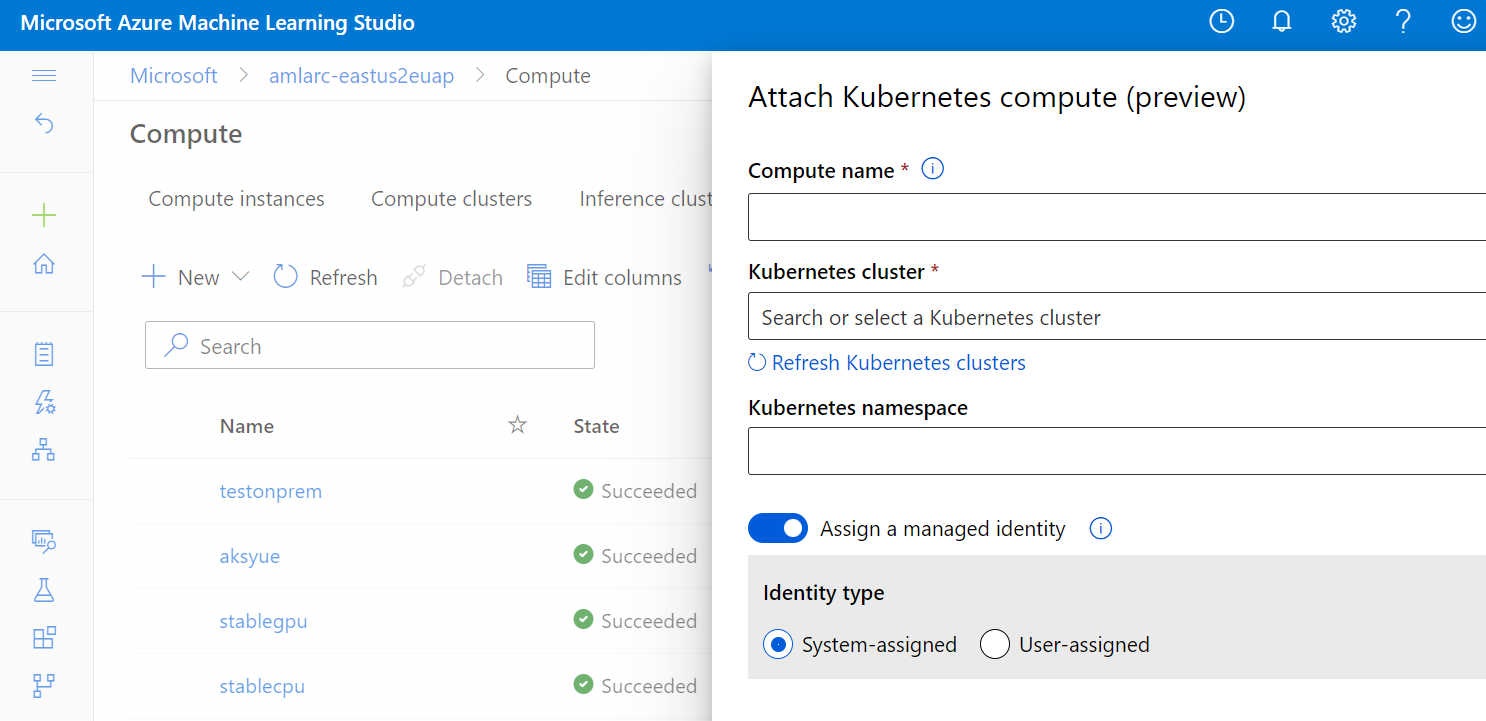 Microsoft Azure Machine Learning Studio
Microsoft > amlarc-eastus2euap > Compute
Compute
Compute instances Compute clusters Inference clust
New Refresh Detach Edit columns
Search
Name State
testonprem Succeeded
aksyue Succeeded
stablegpu Succeeded
stablecpu Succeeded
Attach Kubernetes compute (preview)
Compute name *
Kubernetes cluster *
Search or select a Kubernetes cluster
Refresh Kubernetes clusters
Kubernetes namespace
Assign a managed identity
Identity type
System-assigned User-assigned